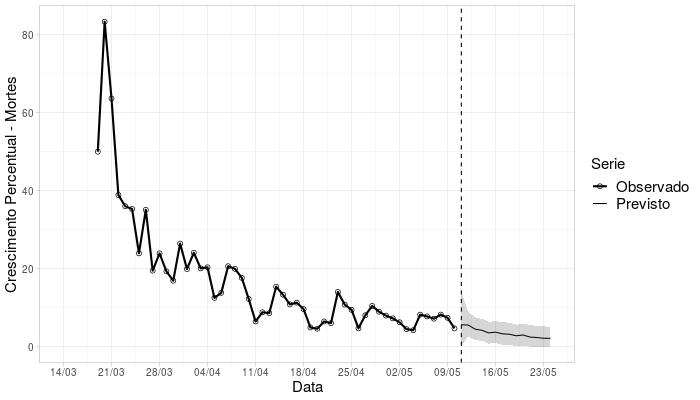 Crescimento Percentual - Mortes
80
60
40
20
0
14/03 21/03 28/03 04/04 11/04 18/04 25/04 02/05 09/05 16/05 23/05
Data
Serie
Observado
Previsto